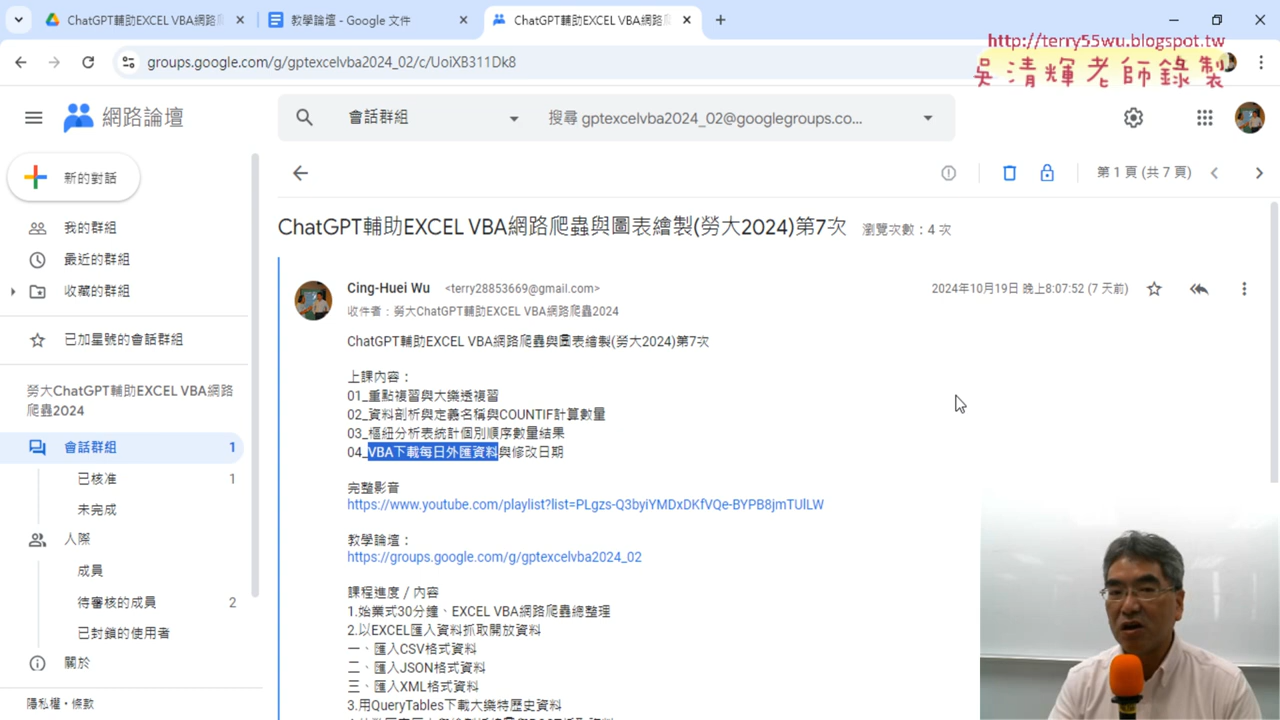 ChatGPT輔助EXCEL VBA網路
教學論壇 - Google 文件
ChatGPT輔助EXCEL VBA網路
http://terry55wu.blogspot.tw
groups.google.com/g/gptexcelvba2024_02/c/UoiXB311Dk8
吳清輝老師錄製
網路論壇
會話群組
搜尋 gptexcelvba2024_02@googlegroups.co...
新的對話
第 1 頁 (共 7 頁)
我的群組
最近的群組
收藏的群組
已加星號的會話群組
勞大ChatGPT輔助EXCEL VBA網路
爬蟲2024
會話群組 1
已核准 1
未完成
人際
成員
待審核的成員 2
已封鎖的使用者
關於
隱私權・條款
ChatGPT輔助EXCEL VBA網路爬蟲與圖表繪製(勞大2024)第7次 瀏覽次數：4 次
Cing-Huei Wu <terry28853669@gmail.com> 2024年10月19日 晚上8:07:52 (7 天前)
收件者：勞大ChatGPT輔助EXCEL VBA網路爬蟲2024
ChatGPT輔助EXCEL VBA網路爬蟲與圖表繪製(勞大2024)第7次
上課內容：
01_重點複習與大樂透複習
02_資料剖析與定義名稱與COUNTIF計算數量
03_樞紐分析表統計個別順序數量結果
04_VBA下載每日外匯資料與修改日期
完整影音
https://www.youtube.com/playlist?list=PLgzs-Q3byiYMDxDKfVQe-BYPB8jmTUlLW
教學論壇：
https://groups.google.com/g/gptexcelvba2024_02
課程進度 / 內容
1.始業式30分鐘、EXCEL VBA網路爬蟲總整理
2.以EXCEL匯入資料抓取開放資料
一、匯入CSV格式資料
二、匯入JSON格式資料
三、匯入XML格式資料
3.用QueryTables下載大樂特歷史資料